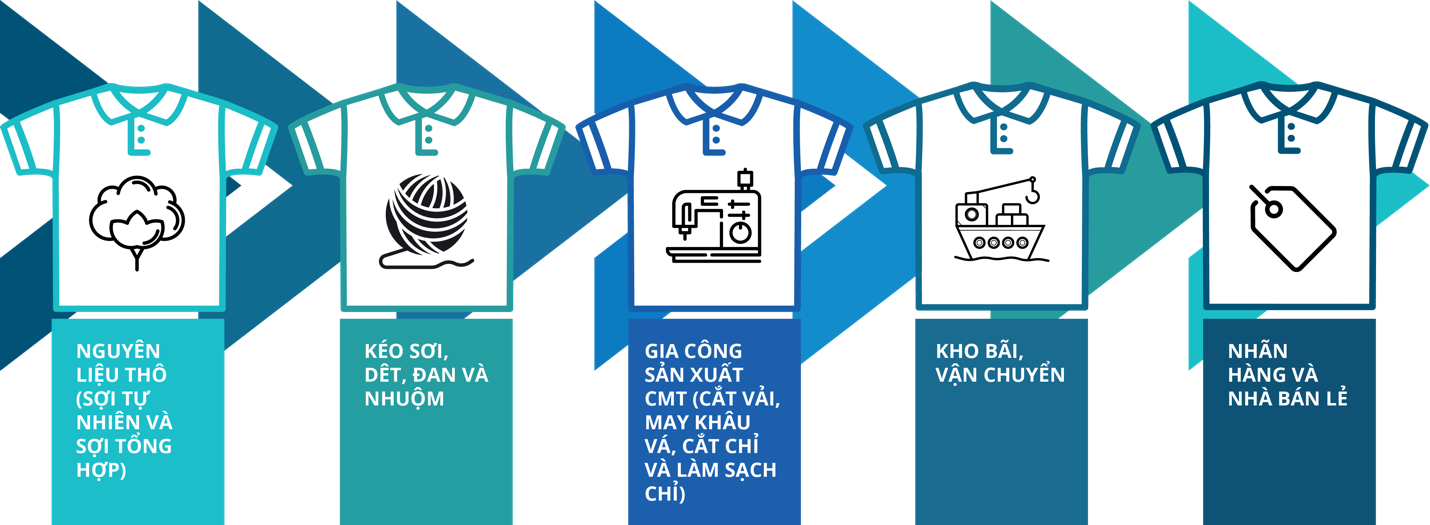 NGUYÊN
LIỆU THÔ
(SỢI TỰ
NHIÊN VÀ
SỢI TỔNG
HỢP)
KÉO SƠI,
DÊT, ĐAN VÀ
NHUỘM
GIA CÔNG
SẢN XUẤT
CMT (CẮT VẢI,
MAY KHÂU
VÁ, CẮT CHỈ
VÀ LÀM SẠCH
CHỈ)
KHO BÃI,
VẬN CHUYỂN
NHÃN
HÀNG VÀ
NHÀ BÁN LẺ